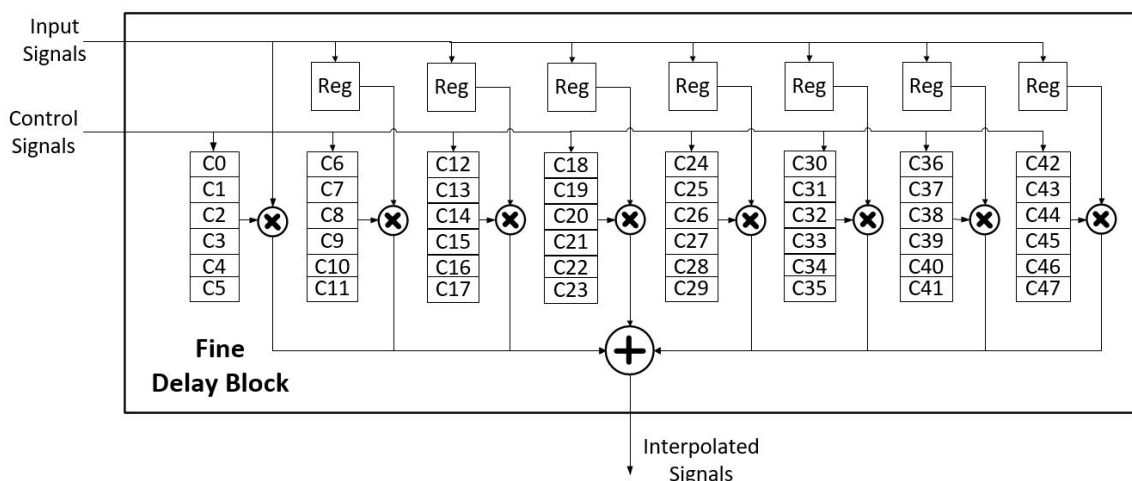 Input
Signals
Reg Reg Reg Reg Reg Reg Reg
Control
Signals
C0 C6 C12 C18 C24 C30 C36 C42
C1 C7 C13 C19 C25 C31 C37 C43
C2 C8 C14 C20 C26 C32 C38 C44
C3 C9 C15 C21 C27 C33 C39 C45
C4 C10 C16 C22 C28 C34 C40 C46
C5 C11 C17 C23 C29 C35 C41 C47
Fine
Delay Block
Interpolated
Signals